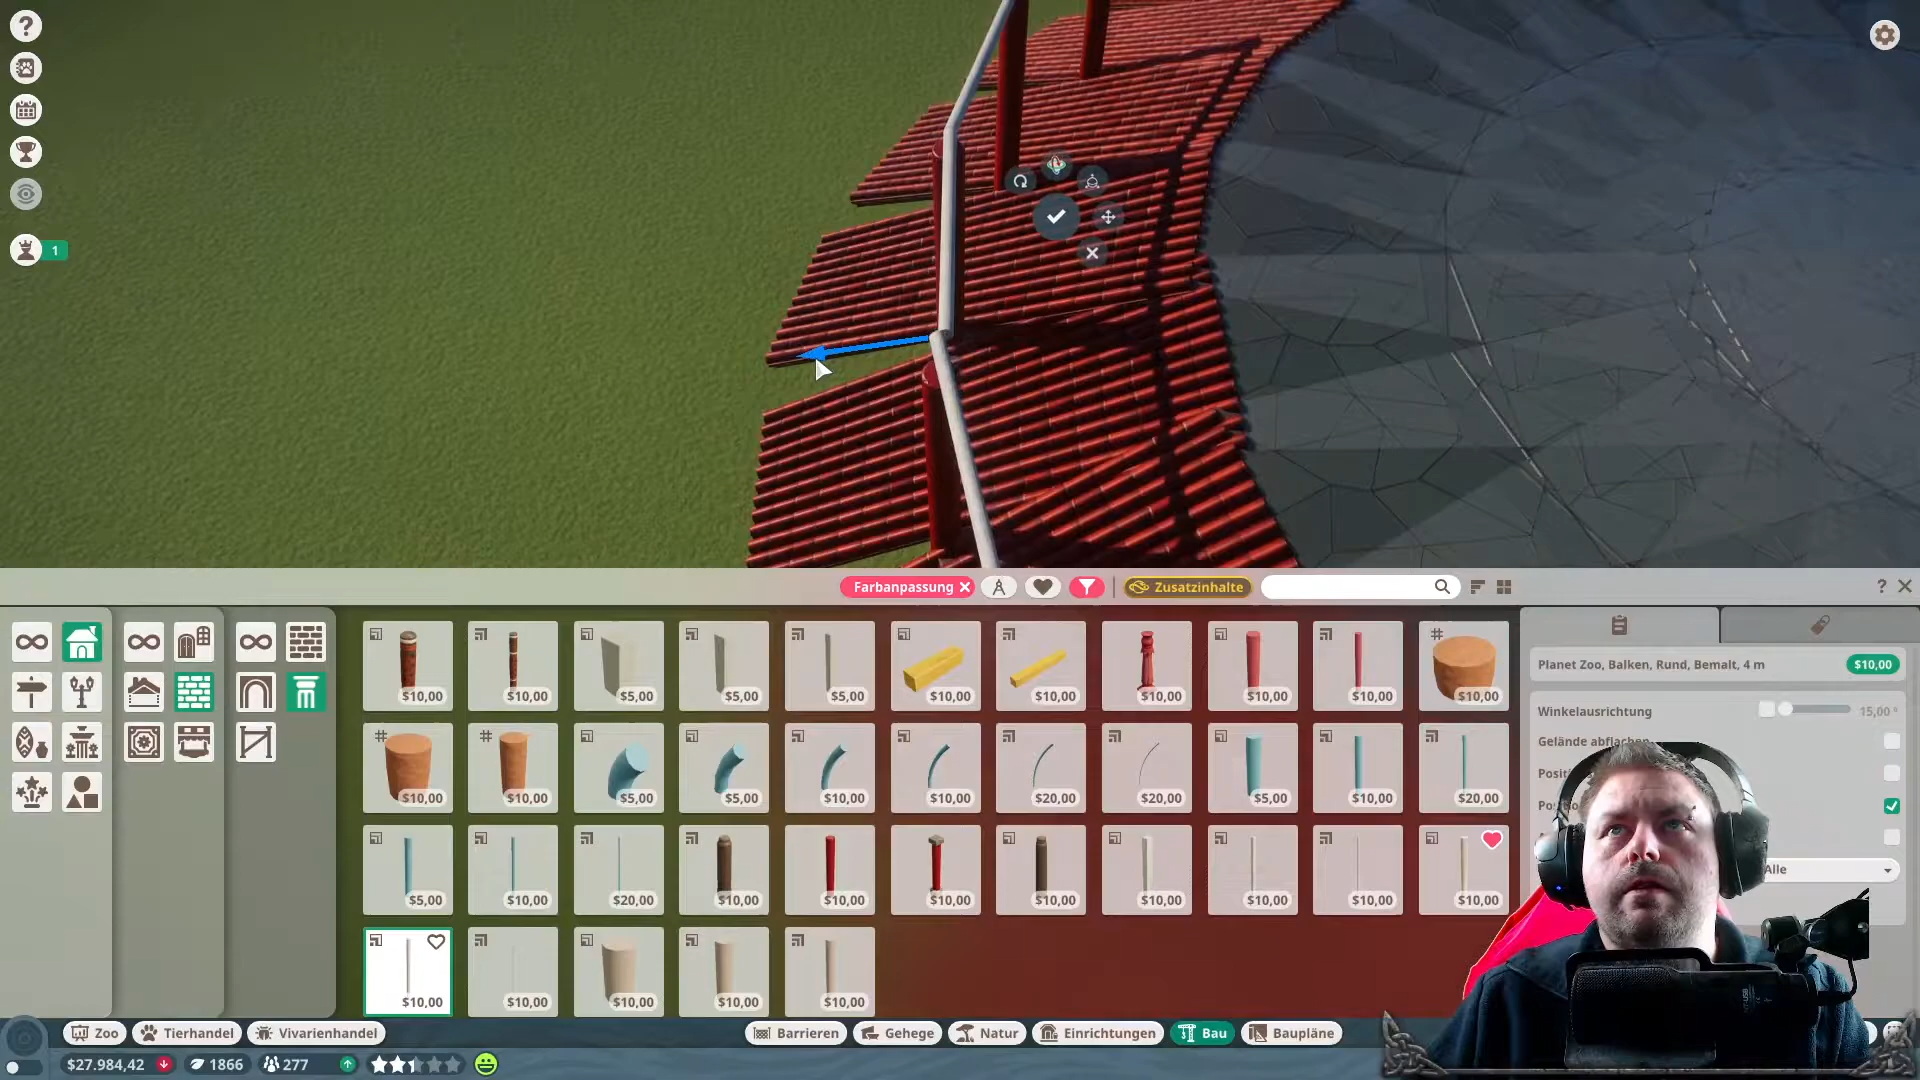 ?
1
Farbanpassung
Zusatzinhalte
?
$10,00 $10,00 $5,00 $5,00 $5,00 $10,00 $10,00 $10,00 $10,00 $10,00 $10,00
$10,00 $10,00 $5,00 $5,00 $10,00 $10,00 $20,00 $20,00 $5,00 $10,00 $20,00
$5,00 $10,00 $20,00 $10,00 $10,00 $10,00 $10,00 $10,00 $10,00 $10,00 $10,00
$10,00 $10,00 $10,00 $10,00 $10,00
Planet Zoo, Balken, Rund, Bemalt, 4 m $10,00
Winkelausrichtung 15,00 °
Gelände abflachen
Alle
Zoo Tierhandel Vivarienhandel Barrieren Gehege Natur Einrichtungen Bau Baupläne
$27.984,42 1866 277